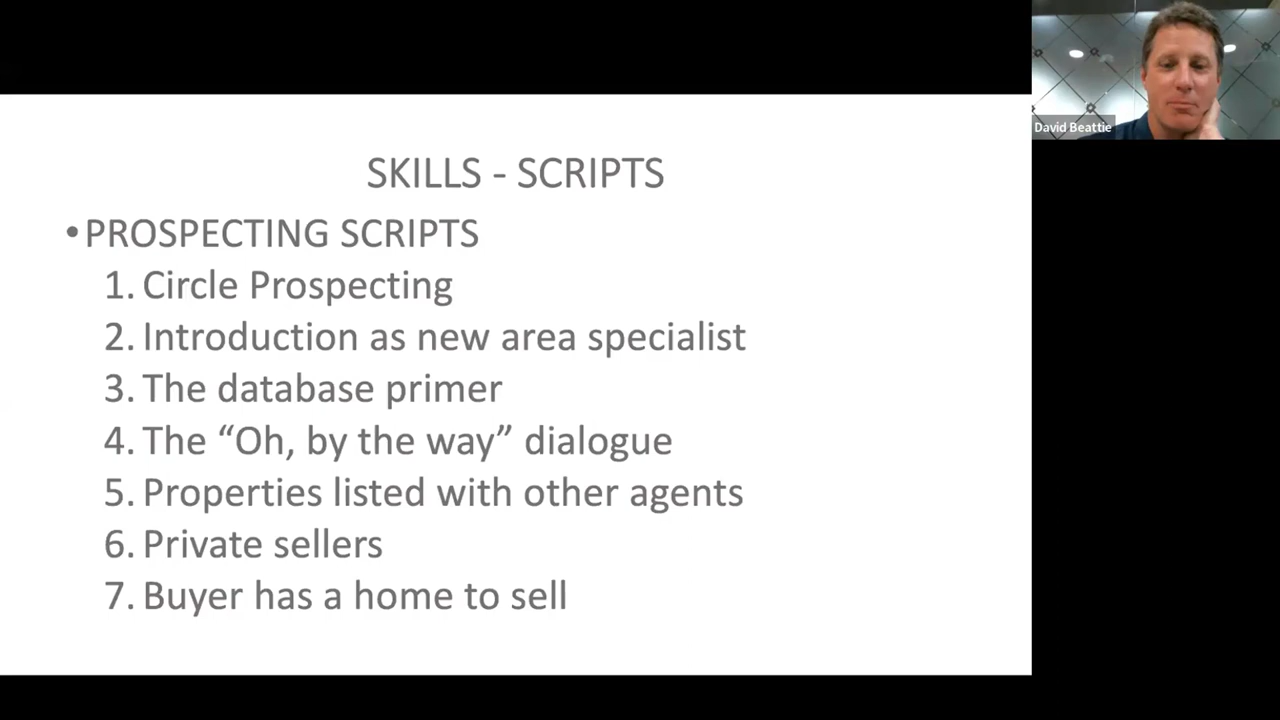 SKILLS - SCRIPTS
•PROSPECTING SCRIPTS
1. Circle Prospecting
2. Introduction as new area specialist
3. The database primer
4. The “Oh, by the way” dialogue
5. Properties listed with other agents
6. Private sellers
7. Buyer has a home to sell
David Beattie